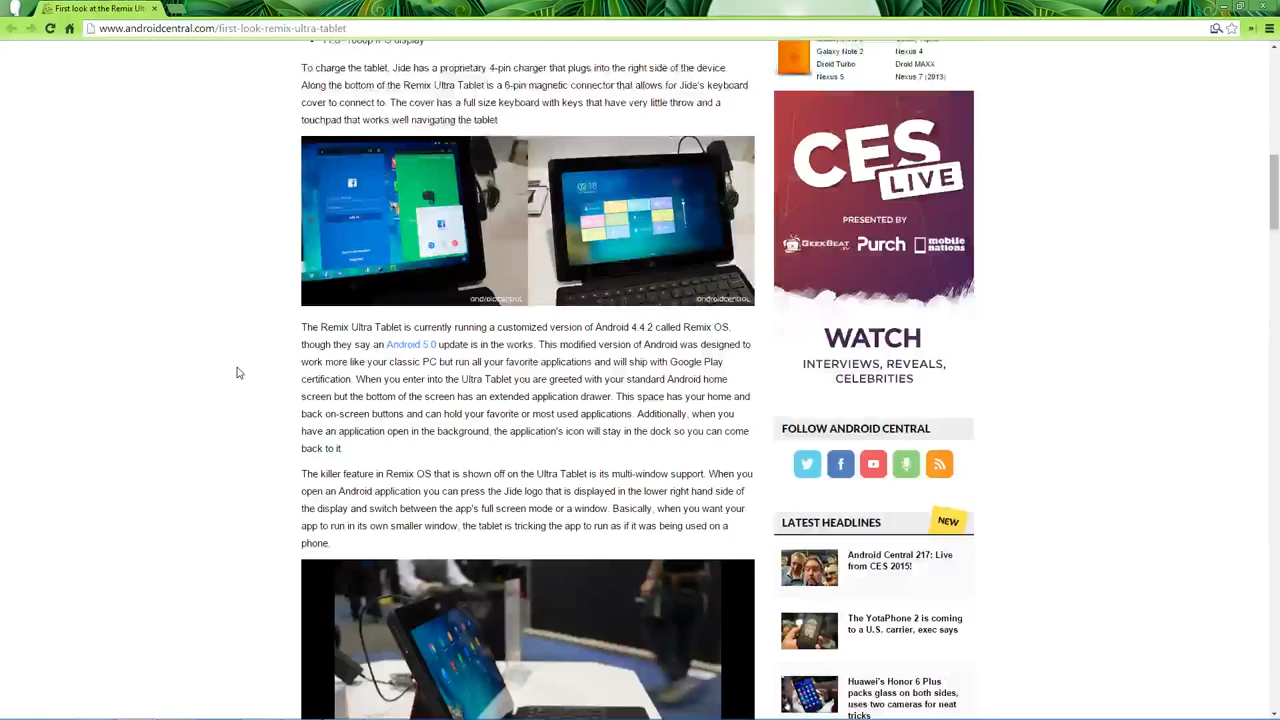 First look at the Remix Ul
www.androidcentral.com/first-look-remix-ultra-tablet
To charge the tablet, Jide has a proprietary 4-pin charger that plugs into the right side of the device.
Along the bottom of the Remix Ultra Tablet is a 6-pin magnetic connector that allows for Jide's keyboard
cover to connect to. The cover has a full size keyboard with keys that have very little throw and a
touchpad that works well navigating the tablet
androidcentral
androidcentral
02:18
The Remix Ultra Tablet is currently running a customized version of Android 4.4.2 called Remix OS,
though they say an Android 5.0 update is in the works. This modified version of Android was designed to
work more like your classic PC but run all your favorite applications and will ship with Google Play
certification. When you enter into the Ultra Tablet you are greeted with your standard Android home
screen but the bottom of the screen has an extended application drawer. This space has your home and
back on-screen buttons and can hold your favorite or most used applications. Additionally, when you
have an application open in the background, the application's icon will stay in the dock so you can come
back to it.
The killer feature in Remix OS that is shown off on the Ultra Tablet is its multi-window support. When you
open an Android application you can press the Jide logo that is displayed in the lower right hand side of
the display and switch between the app's full screen mode or a window. Basically, when you want your
app to run in its own smaller window, the tablet is tricking the app to run as if it was being used on a
phone.
Galaxy Note 2
Nexus 4
Droid Turbo
Droid MAXX
Nexus 5
Nexus 7 (2013)
CES
LIVE
PRESENTED BY
GEEKBEAT.TV Purch mobile nations
WATCH
INTERVIEWS, REVEALS,
CELEBRITIES
FOLLOW ANDROID CENTRAL
LATEST HEADLINES
NEW
Android Central 217: Live
from CES 2015!
The YotaPhone 2 is coming
to a U.S. carrier, exec says
Huawei's Honor 6 Plus
packs glass on both sides,
uses two cameras for neat
tricks